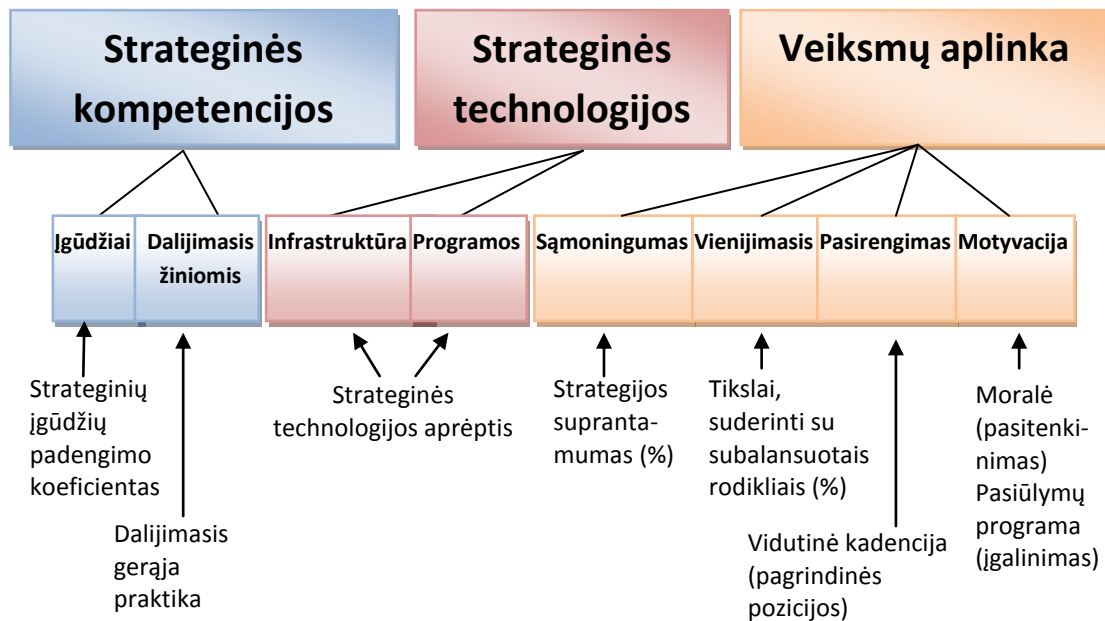 Strateginės
kompetencijos
Strateginės
technologijos
Veiksmų aplinka
Įgūdžiai
Dalijimasis
žiniomis
Infrastruktūra
Programos
Sąmoningumas
Vienijimasis
Pasirengimas
Motyvacija
Strateginių
įgūdžių
padengimo
koeficientas
Dalijimasis
gerąja
praktika
Strateginės
technologijos aprėptis
Strategijos
supranta-
mumas (%)
Tikslai,
suderinti su
subalansuotais
rodikliais (%)
Vidutinė kadencija
(pagrindinės
pozicijos)
Moralė
(pasitenki-
nimas)
Pasiūlymų
programa
(įgalinimas)